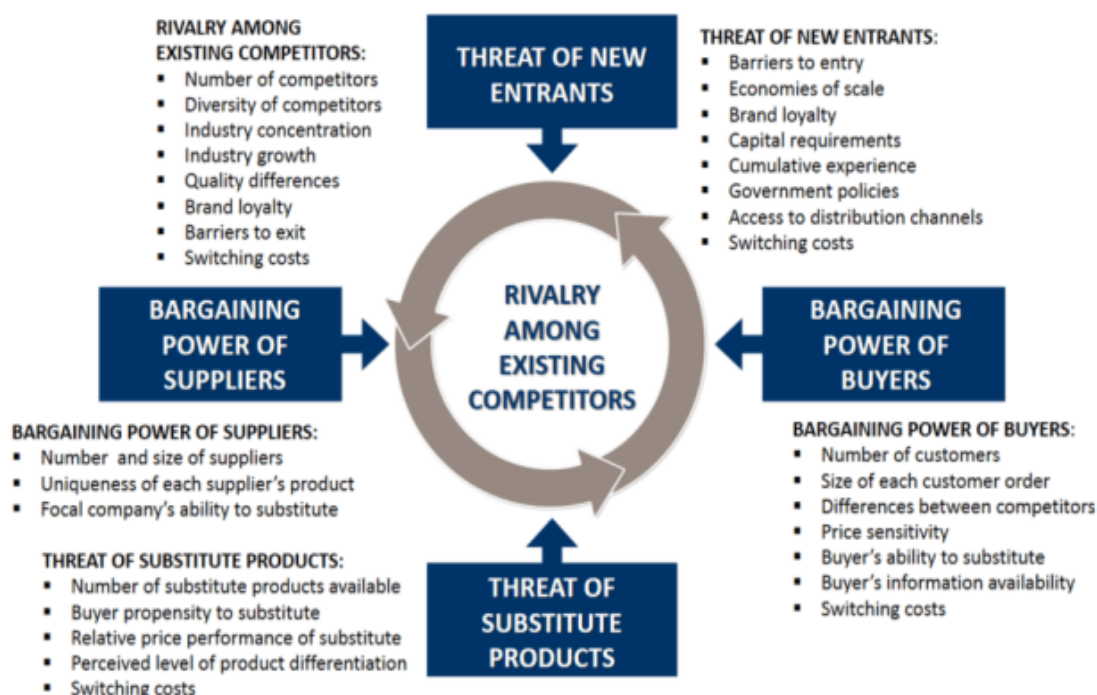 RIVALRY AMONG
EXISTING COMPETITORS:
▪ Number of competitors
▪ Diversity of competitors
▪ Industry concentration
▪ Industry growth
▪ Quality differences
▪ Brand loyalty
▪ Barriers to exit
▪ Switching costs
THREAT OF NEW
ENTRANTS
THREAT OF NEW ENTRANTS:
▪ Barriers to entry
▪ Economies of scale
▪ Brand loyalty
▪ Capital requirements
▪ Cumulative experience
▪ Government policies
▪ Access to distribution channels
▪ Switching costs
BARGAINING
POWER OF
SUPPLIERS
RIVALRY
AMONG
EXISTING
COMPETITORS
BARGAINING
POWER OF
BUYERS
BARGAINING POWER OF SUPPLIERS:
▪ Number and size of suppliers
▪ Uniqueness of each supplier's product
▪ Focal company's ability to substitute
BARGAINING POWER OF BUYERS:
▪ Number of customers
▪ Size of each customer order
▪ Differences between competitors
▪ Price sensitivity
▪ Buyer's ability to substitute
▪ Buyer's information availability
▪ Switching costs
THREAT OF SUBSTITUTE PRODUCTS:
▪ Number of substitute products available
▪ Buyer propensity to substitute
▪ Relative price performance of substitute
▪ Perceived level of product differentiation
▪ Switching costs
THREAT OF
SUBSTITUTE
PRODUCTS